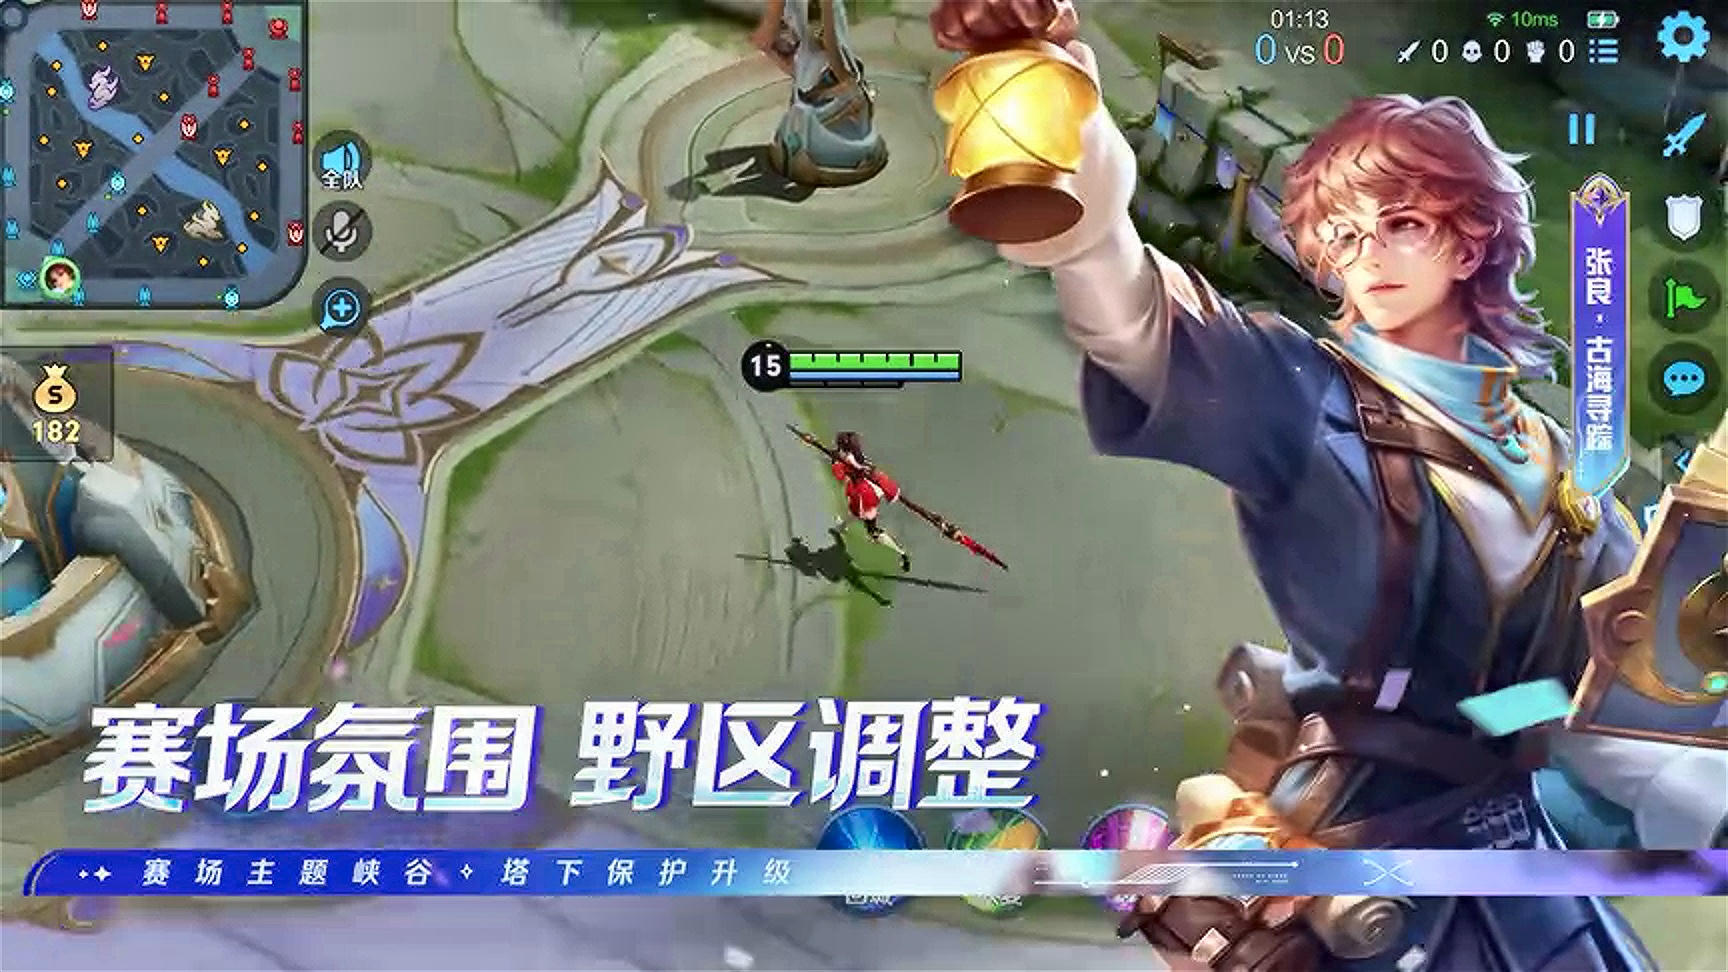 01:13
10ms
0 vs 0
0 0 0
全队
S
182
15
张良·古海寻踪
赛场氛围 野区调整
赛场主题峡谷 塔下保护升级